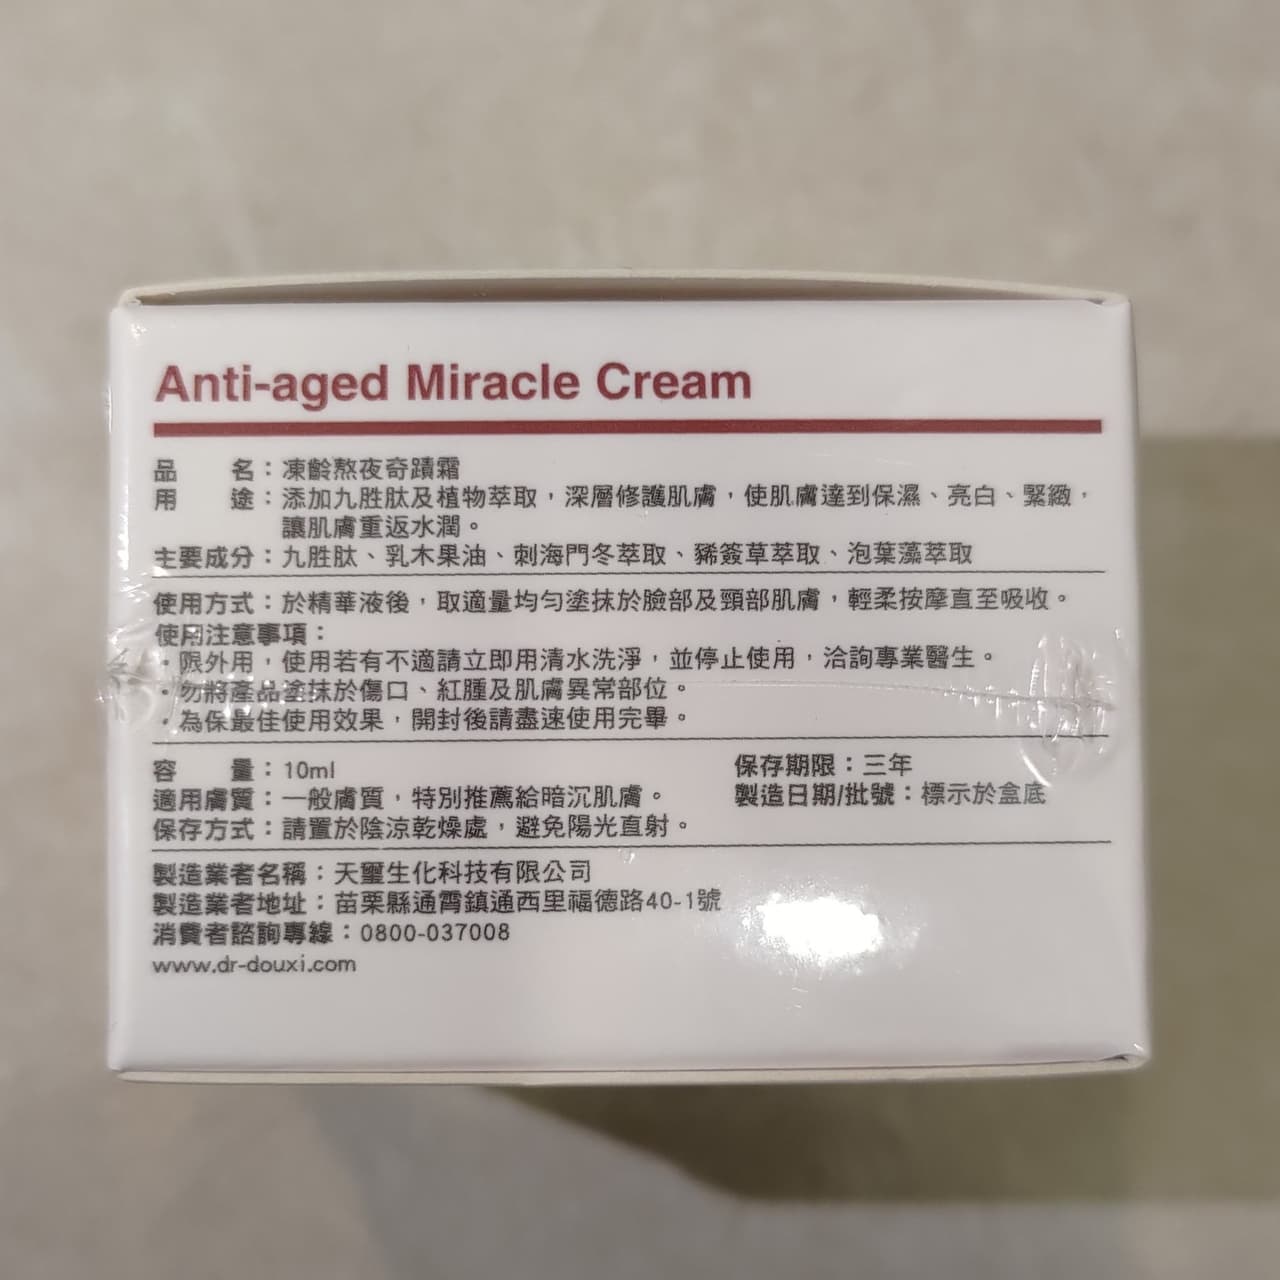 Anti-aged Miracle Cream
品　　名：凍齡熬夜奇蹟霜
用　　途：添加九胜肽及植物萃取，深層修護肌膚，使肌膚達到保濕、亮白、緊緻，
讓肌膚重返水潤。
主要成分：九胜肽、乳木果油、刺海門冬萃取、豨簽草萃取、泡葉藻萃取
使用方式：於精華液後，取適量均勻塗抹於臉部及頸部肌膚，輕柔按摩直至吸收。
使用注意事項：
・限外用，使用若有不適請立即用清水洗淨，並停止使用，洽詢專業醫生。
・勿將產品塗抹於傷口、紅腫及肌膚異常部位。
・為保最佳使用效果，開封後請盡速使用完畢。
容　　量：10ml　保存期限：三年
適用膚質：一般膚質，特別推薦給暗沉肌膚。　製造日期/批號：標示於盒底
保存方式：請置於陰涼乾燥處，避免陽光直射。
製造業者名稱：天璽生化科技有限公司
製造業者地址：苗栗縣通霄鎮通西里福德路40-1號
消費者諮詢專線：0800-037008
www.dr-douxi.com